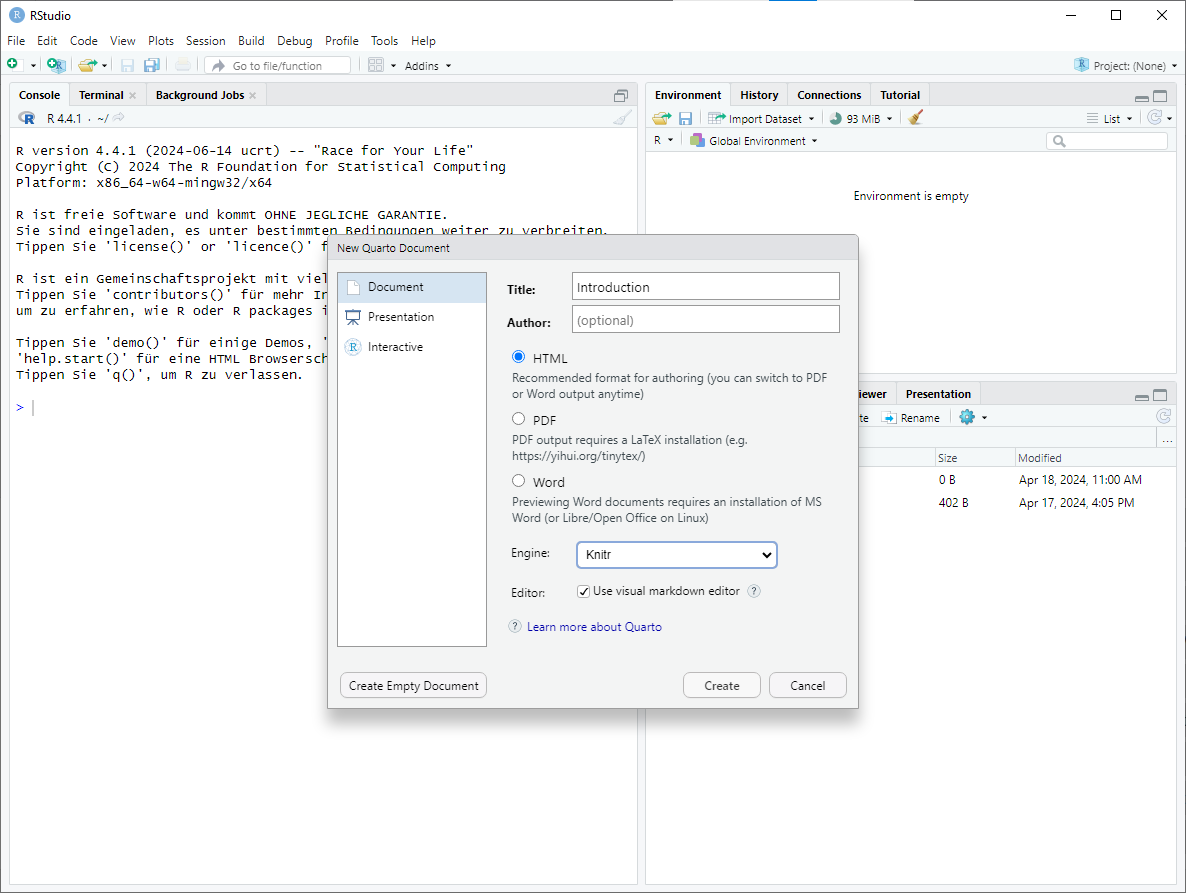 RStudio
File Edit Code View Plots Session Build Debug Profile Tools Help
Go to file/function Addins Project: (None)
Console Terminal Background Jobs
R 4.4.1 · ~/
R version 4.4.1 (2024-06-14 ucrt) -- "Race for Your Life"
Copyright (C) 2024 The R Foundation for Statistical Computing
Platform: x86_64-w64-mingw32/x64
R ist freie Software und kommt OHNE JEGLICHE GARANTIE.
Sie sind eingeladen, es unter bestimmten Bedingungen weiter zu verbreiten.
Tippen Sie 'license()' or 'licence()' f
R ist ein Gemeinschaftsprojekt mit viel
Tippen Sie 'contributors()' für mehr In
um zu erfahren, wie R oder R packages i
Tippen Sie 'demo()' für einige Demos, '
'help.start()' für eine HTML Browsersch
Tippen Sie 'q()', um R zu verlassen.
>
Environment History Connections Tutorial
Import Dataset 93 MiB List
R Global Environment
Environment is empty
New Quarto Document
Document
Presentation
Interactive
Title: Introduction
Author: (optional)
HTML
Recommended format for authoring (you can switch to PDF
or Word output anytime)
PDF
PDF output requires a LaTeX installation (e.g.
https://yihui.org/tinytex/)
Word
Previewing Word documents requires an installation of MS
Word (or Libre/Open Office on Linux)
Engine: Knitr
Editor: Use visual markdown editor ?
? Learn more about Quarto
Create Empty Document Create Cancel
iewer Presentation
te Rename
...
Size Modified
0 B Apr 18, 2024, 11:00 AM
402 B Apr 17, 2024, 4:05 PM